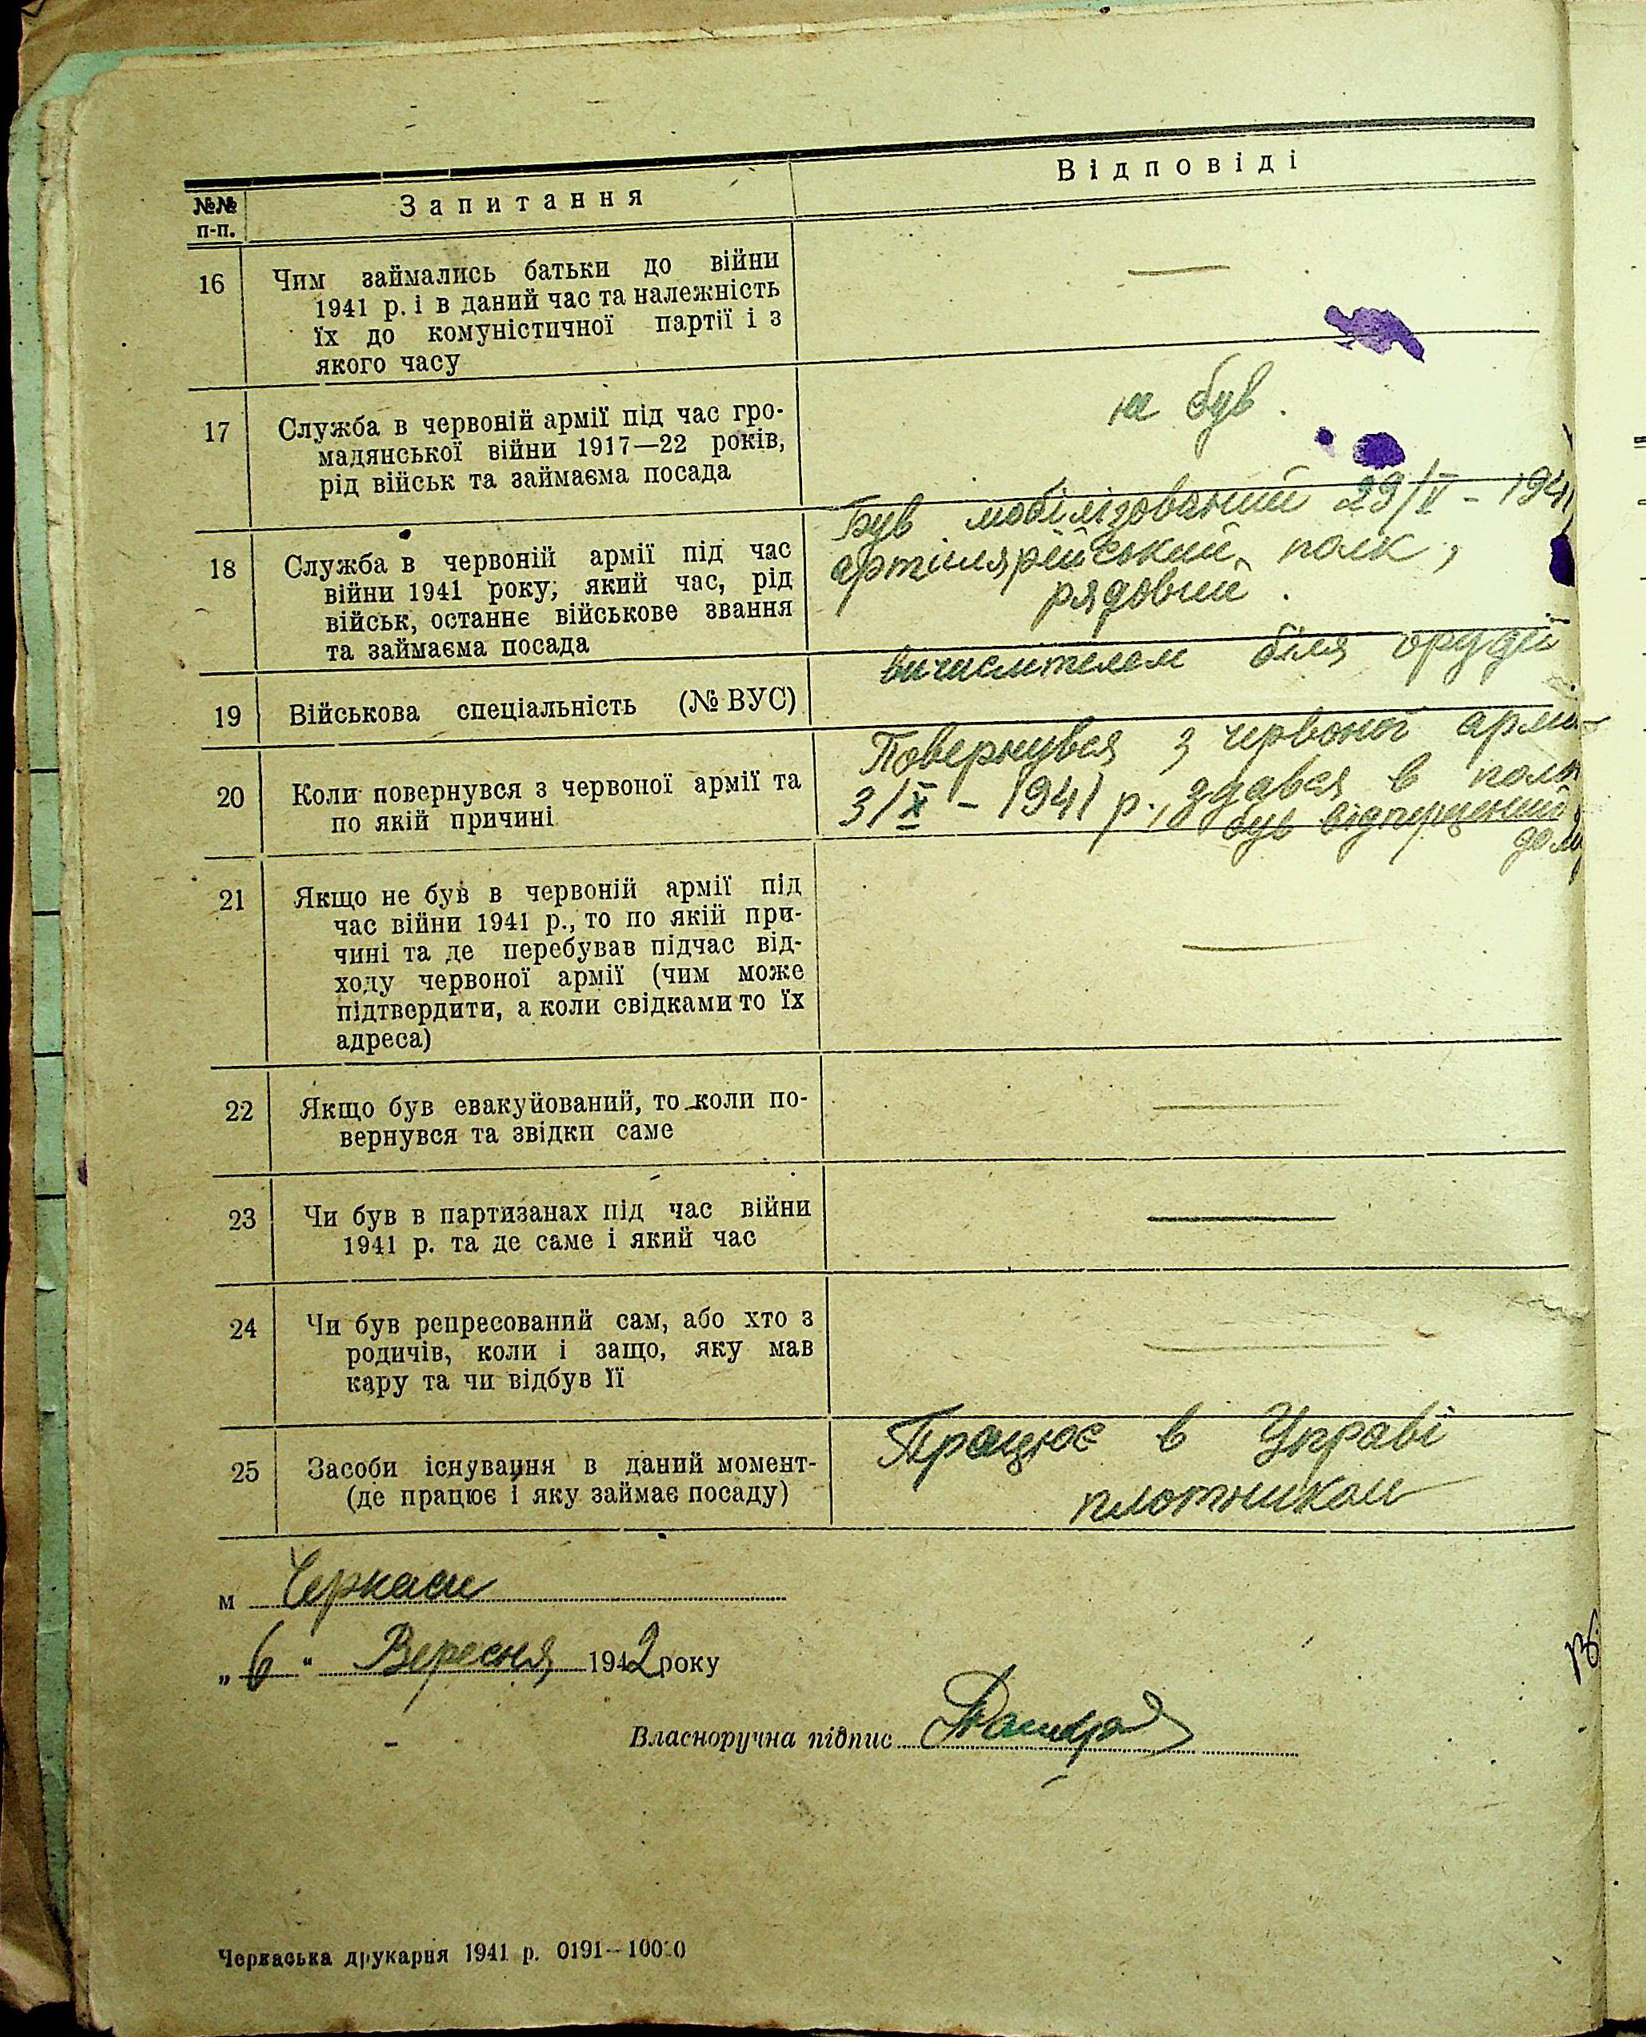 №№ п-п.
Запитання
Відповіді
16
Чим займались батьки до війни
1941 р. і в даний час та належність
їх до комуністичної партії і з
якого часу
—
17
Служба в червоній армії під час гро-
мадянської війни 1917—22 років,
рід військ та займаєма посада
не був.
18
Служба в червоній армії під час
війни 1941 року; який час, рід
військ, останнє військове звання
та займаєма посада
Був мобілізований 29/V - 1941
артілярійський полк,
рядовий.
19
Військова спеціальність (№ ВУС)
вичислителем біля орудії
20
Коли повернувся з червоної армії та
по якій причині
Повернувся з червоної армії
3/X - 1941 р., здався в полон
був відпущений
дому
21
Якщо не був в червоній армії під
час війни 1941 р., то по якій при-
чині та де перебував підчас від-
ходу червоної армії (чим може
підтвердити, а коли свідками то їх
адреса)
—
22
Якщо був евакуйований, то коли по-
вернувся та звідки саме
—
23
Чи був в партизанах під час війни
1941 р. та де саме і який час
—
24
Чи був репресований сам, або хто з
родичів, коли і защо, яку мав
кару та чи відбув її
—
25
Засоби існування в даний момент-
(де працює і яку займає посаду)
Працює в Управі
плотником
м Черкаси
„6“ Вересня 1942 року
Власноручна підпис
Черкаська друкарня 1941 р. 0191—10000